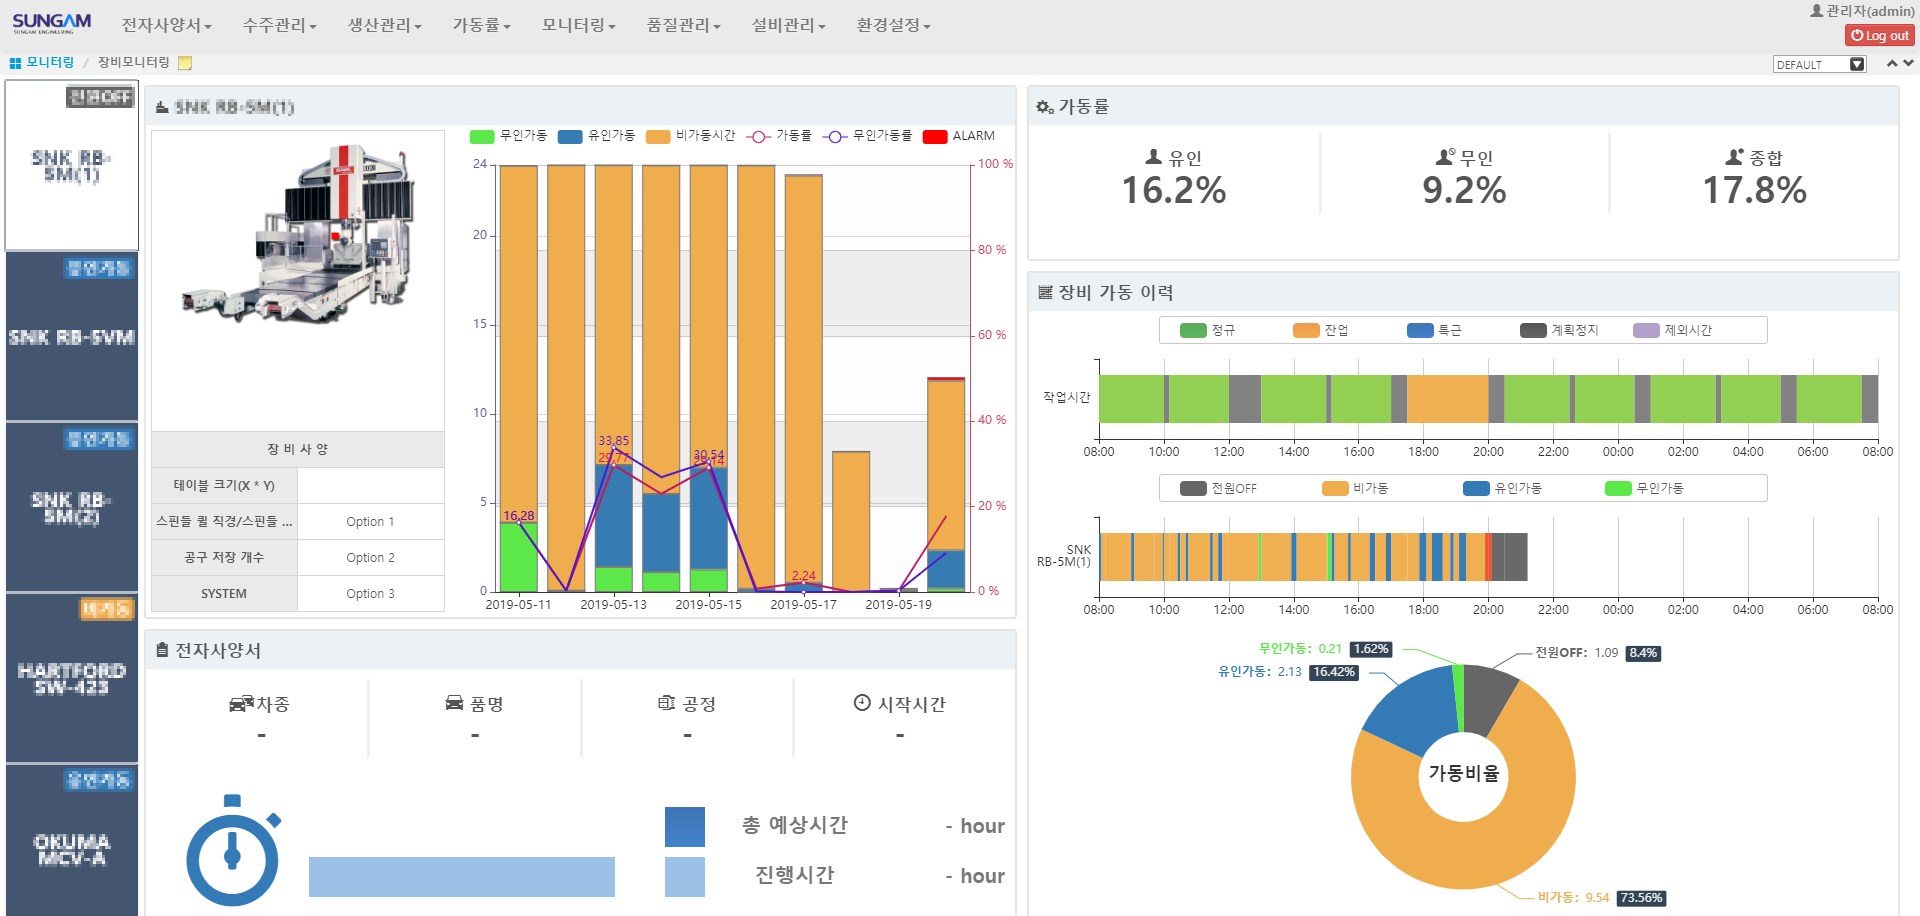 SUNGAM
SUNGAM ENGINEERING
전자사양서
수주관리
생산관리
가동률
모니터링
품질관리
설비관리
환경설정
관리자(admin)
Log out
모니터링 / 장비모니터링
DEFAULT
전원OFF
SNK RB-
5M(1)
유인가동
SNK RB-5VM
유인가동
SNK RB-
5M(2)
비가동
HARTFORD
SW-423
유인가동
OKUMA
MCV-A
SNK RB-5M(1)
무인가동
유인가동
비가동시간
가동률
무인가동률
ALARM
24
20
15
10
5
0
100 %
80 %
60 %
40 %
20 %
0 %
16.28
33.85
29.77
30.54
2.24
2019-05-11
2019-05-13
2019-05-15
2019-05-17
2019-05-19
장 비 사 양
테이블 크기(X * Y)
스핀들 퀼 직경/스핀들 ...
Option 1
공구 저장 개수
Option 2
SYSTEM
Option 3
전자사양서
차종
-
품명
-
공정
-
시작시간
-
총 예상시간
- hour
진행시간
- hour
가동률
유인
16.2%
무인
9.2%
종합
17.8%
장비 가동 이력
정규
잔업
특근
계획정지
제외시간
작업시간
08:00
10:00
12:00
14:00
16:00
18:00
20:00
22:00
00:00
02:00
04:00
06:00
08:00
전원OFF
비가동
유인가동
무인가동
SNK
RB-5M(1)
08:00
10:00
12:00
14:00
16:00
18:00
20:00
22:00
00:00
02:00
04:00
06:00
08:00
무인가동: 0.21 1.62%
유인가동: 2.13 16.42%
전원OFF: 1.09 8.4%
가동비율
비가동: 9.54 73.56%